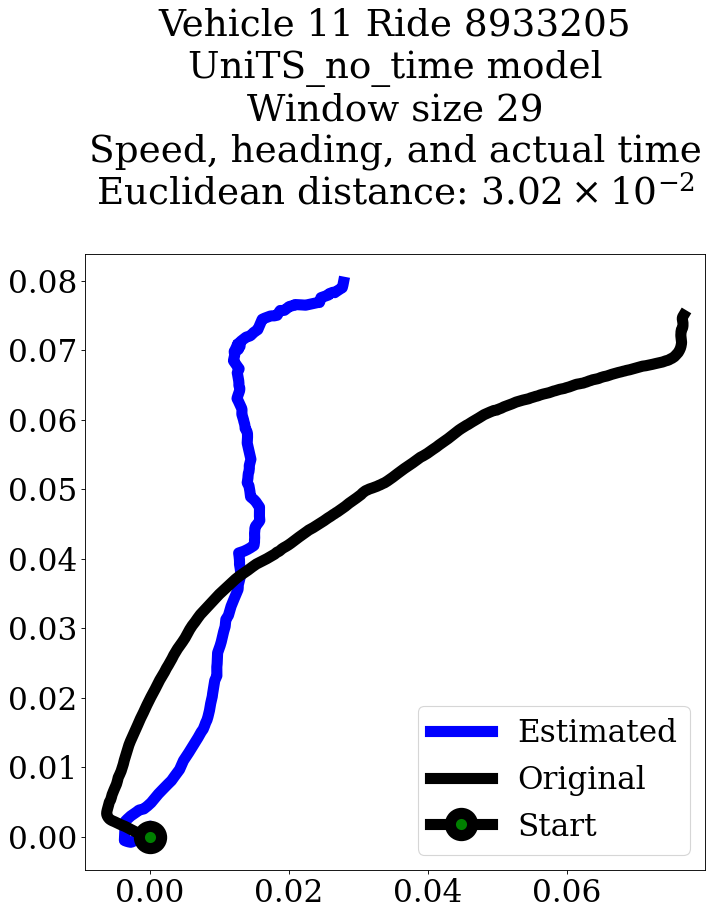 Vehicle 11 Ride 8933205
UniTS_no_time model
Window size 29
Speed, heading, and actual time
Euclidean distance: 3.02 × 10⁻²
0.08
0.07
0.06
0.05
0.04
0.03
0.02
0.01
0.00
Estimated
Original
Start
0.00 0.02 0.04 0.06